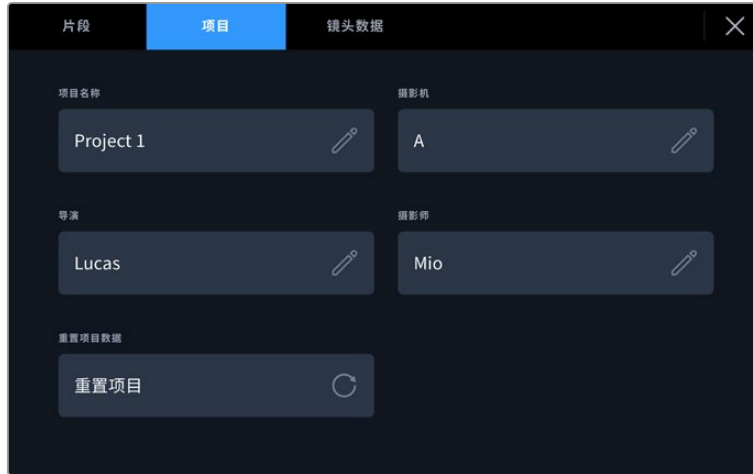 片段 项目 镜头数据
项目名称 摄影机
Project 1 A
导演 摄影师
Lucas Mio
重置项目数据
重置项目